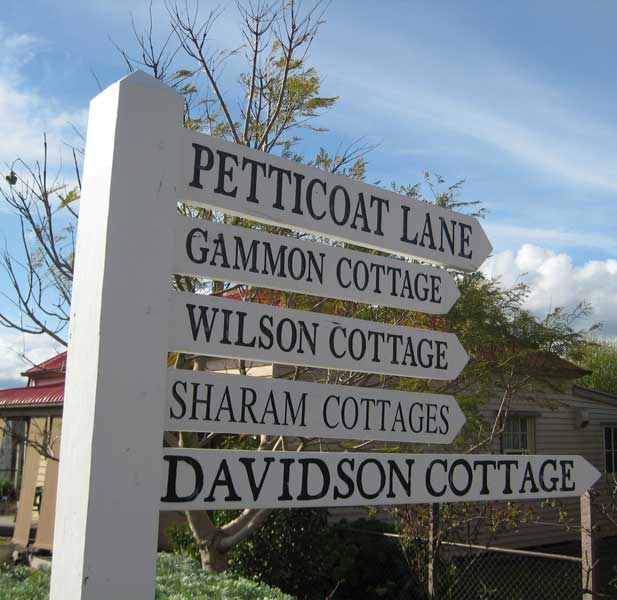 PETTICOAT LANE
GAMMON COTTAGE
WILSON COTTAGE
SHARAM COTTAGES
DAVIDSON COTTAGE